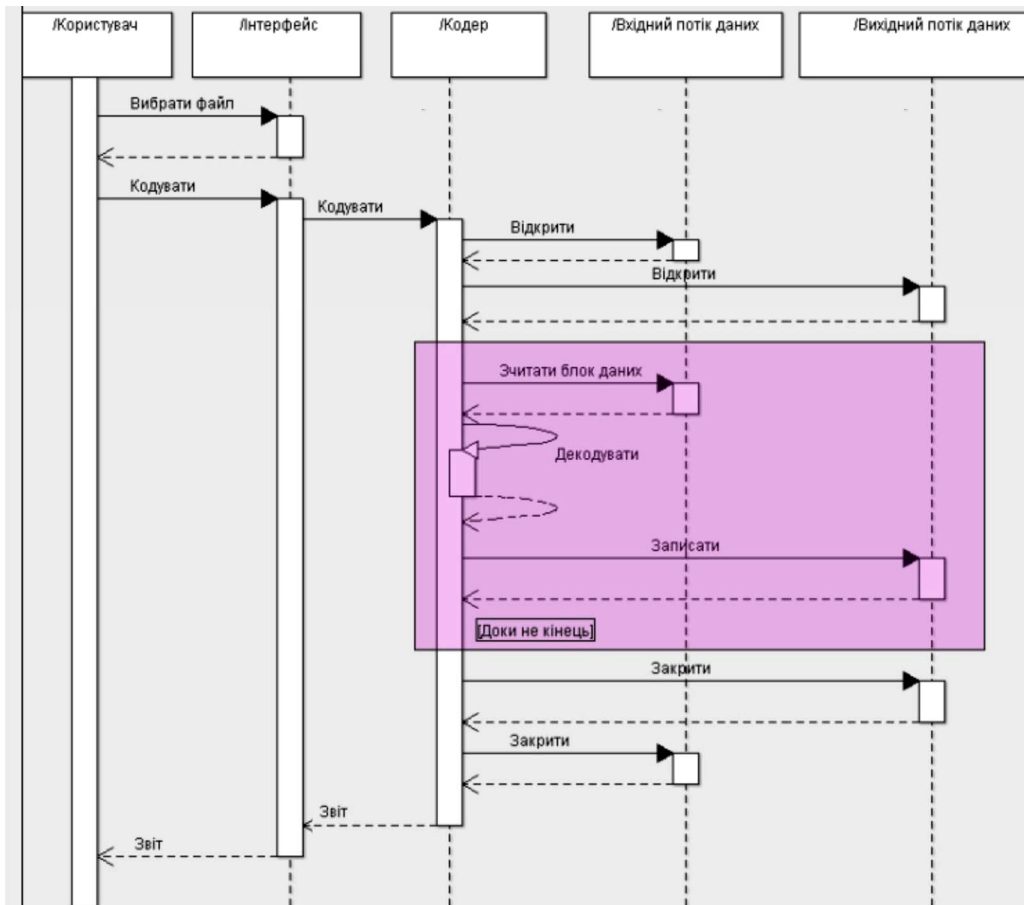 /Користувач
/Інтерфейс
/Кодер
/Вхідний потік даних
/Вихідний потік даних
Вибрати файл
Кодувати
Кодувати
Відкрити
Відкрити
Зчитати блок даних
Декодувати
Записати
[Доки не кінець]
Закрити
Закрити
Звіт
Звіт